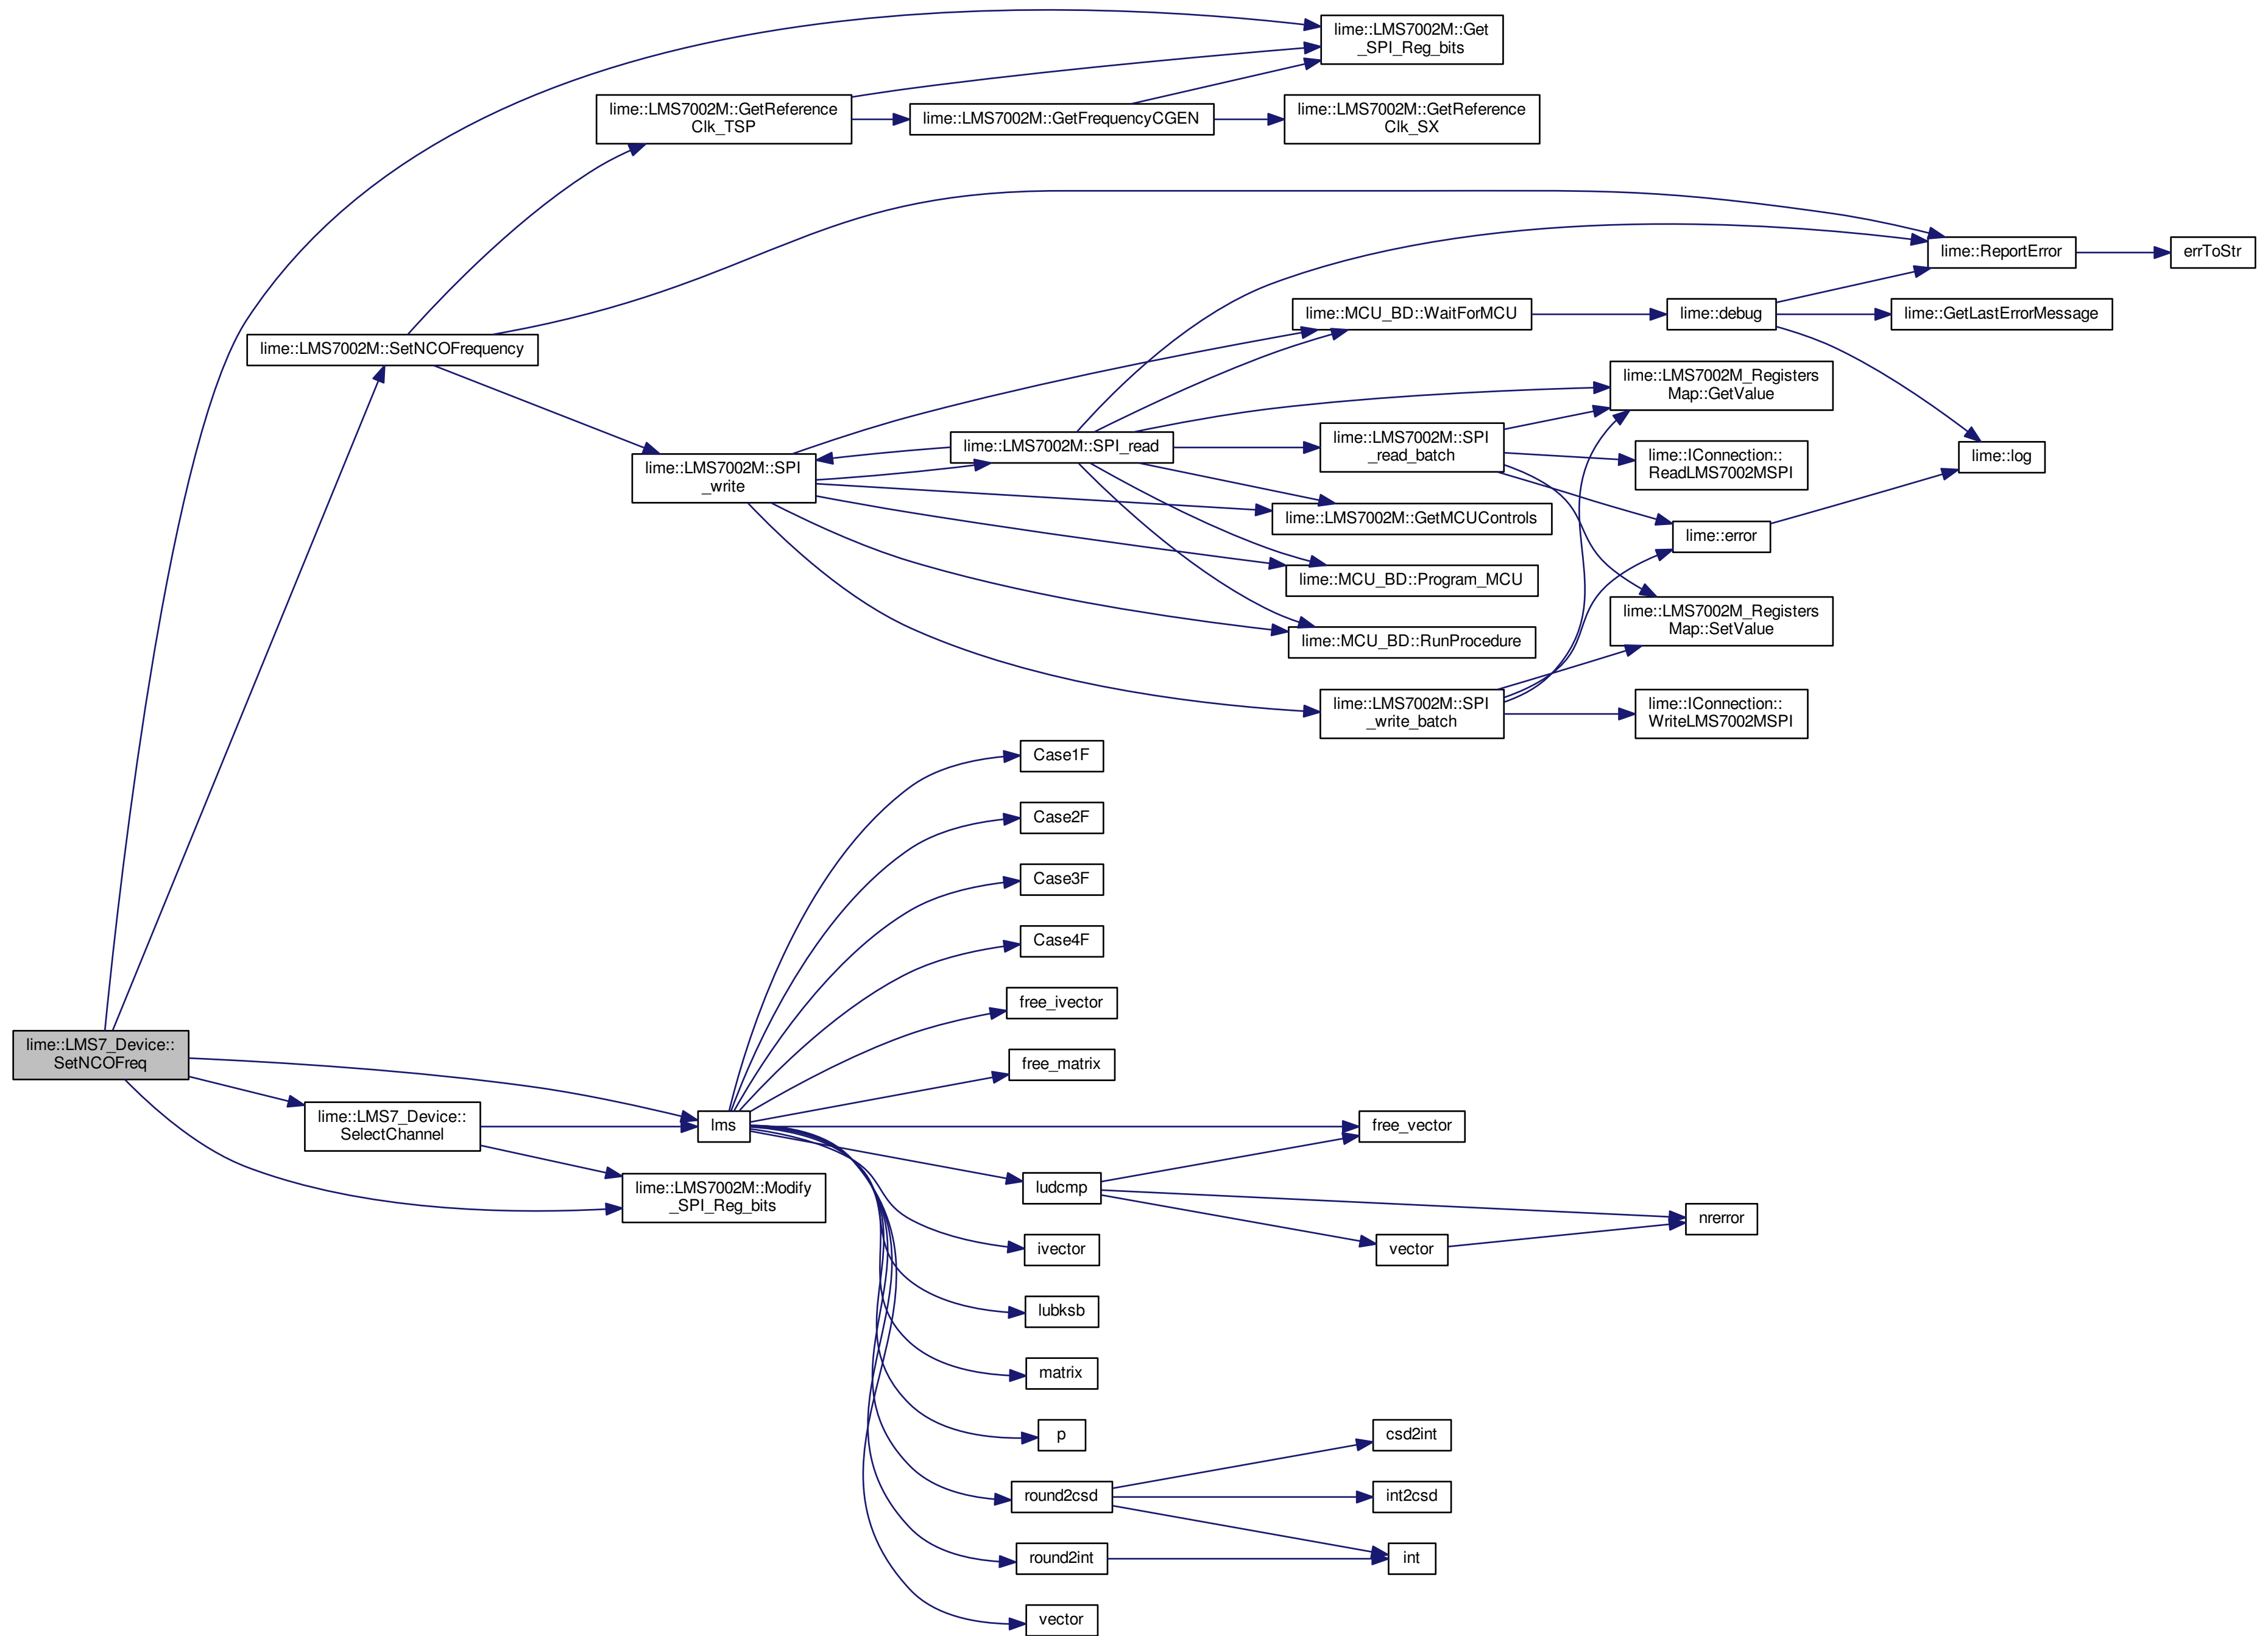 lime::LMS7002M::Get
_SPI_Reg_bits
lime::LMS7002M::GetReference
Clk_TSP
lime::LMS7002M::GetFrequencyCGEN
lime::LMS7002M::GetReference
Clk_SX
lime::ReportError
errToStr
lime::MCU_BD::WaitForMCU
lime::debug
lime::GetLastErrorMessage
lime::LMS7002M::SetNCOFrequency
lime::LMS7002M_Registers
Map::GetValue
lime::LMS7002M::SPI_read
lime::LMS7002M::SPI
_read_batch
lime::IConnection::
ReadLMS7002MSPI
lime::log
lime::LMS7002M::SPI
_write
lime::LMS7002M::GetMCUControls
lime::error
lime::MCU_BD::Program_MCU
lime::LMS7002M_Registers
Map::SetValue
lime::MCU_BD::RunProcedure
lime::LMS7002M::SPI
_write_batch
lime::IConnection::
WriteLMS7002MSPI
Case1F
Case2F
Case3F
Case4F
free_ivector
lime::LMS7_Device::
SetNCOFreq
free_matrix
lime::LMS7_Device::
SelectChannel
lms
free_vector
lime::LMS7002M::Modify
_SPI_Reg_bits
ludcmp
nrerror
ivector
vector
lubksb
matrix
p
csd2int
round2csd
int2csd
round2int
int
vector